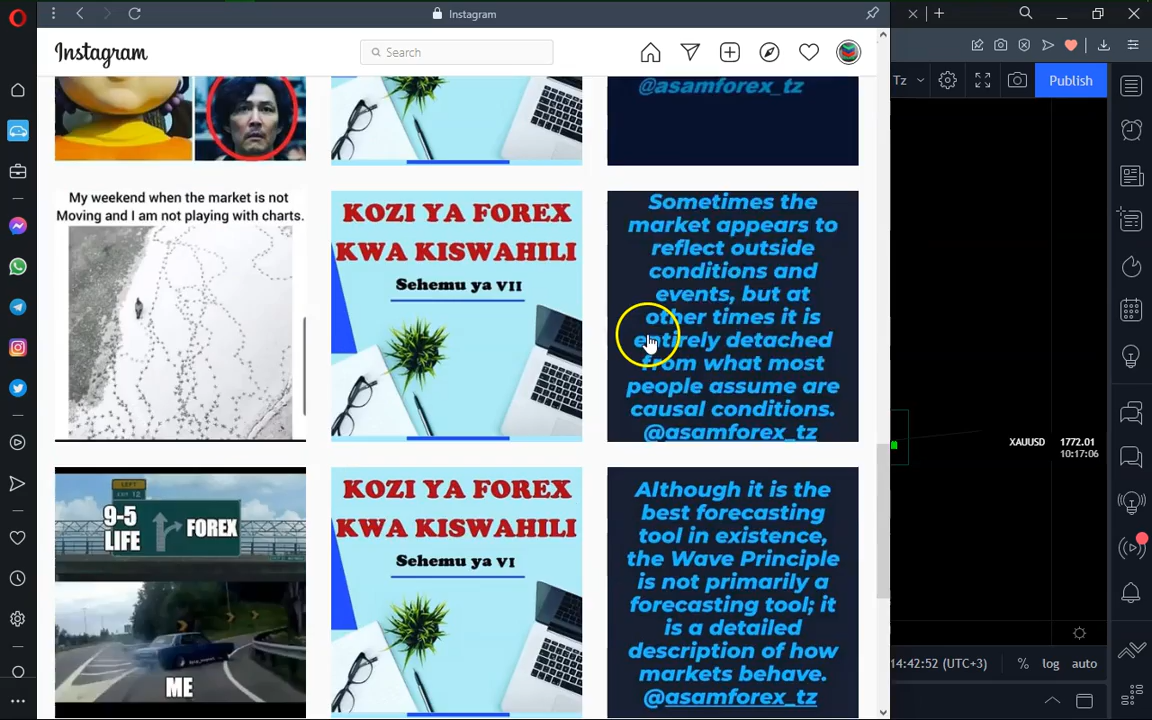 Instagram
Instagram
Search
Tz
Publish
@asamforex_tz
My weekend when the market is not
Moving and I am not playing with charts.
KOZI YA FOREX
KWA KISWAHILI
Sehemu ya VII
Sometimes the
market appears to
reflect outside
conditions and
events, but at
other times it is
entirely detached
from what most
people assume are
causal conditions.
@asamforex_tz
XAUUSD 1772.01
10:17:06
LEFT
EXIT 12
9-5
LIFE
FOREX
ME
KOZI YA FOREX
KWA KISWAHILI
Sehemu ya VI
Although it is the
best forecasting
tool in existence,
the Wave Principle
is not primarily a
forecasting tool; it
is a detailed
description of how
markets behave.
@asamforex_tz
14:42:52 (UTC+3)
%
log
auto